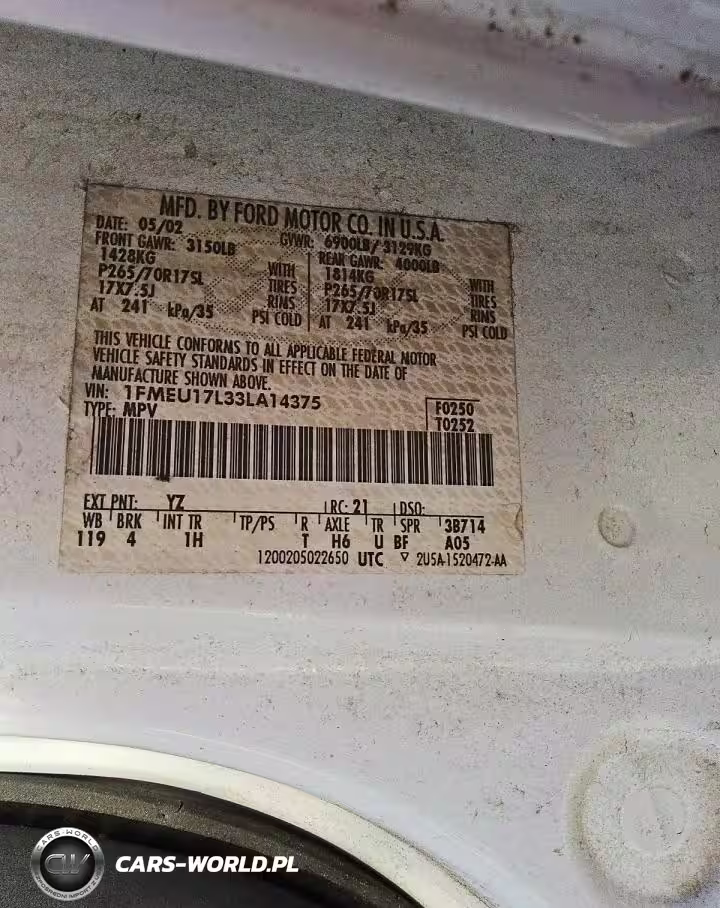 MFD. BY FORD MOTOR CO. IN U.S.A.
DATE: 05/02 GVWR: 6900LB/ 3129KG
FRONT GAWR: 3150LB REAR GAWR: 4000LB
1428KG WITH 1814KG WITH
P265/70R17SL TIRES P265/70R17SL TIRES
17X7.5J RIMS 17X7.5J RIMS
AT 241 kPa/35 PSI COLD AT 241 kPa/35 PSI COLD
THIS VEHICLE CONFORMS TO ALL APPLICABLE FEDERAL MOTOR
VEHICLE SAFETY STANDARDS IN EFFECT ON THE DATE OF
MANUFACTURE SHOWN ABOVE.
VIN: 1FMEU17L33LA14375 F0250
TYPE: MPV T0252
EXT PNT: YZ RC: 21 DSO:
WB BRK INT TR TP/PS R AXLE TR SPR 3B714
119 4 1H T H6 U BF A05
1200205022650 UTC ▽ 2U5A-1520472-AA
CARS-WORLD
CARS-WORLD.PL